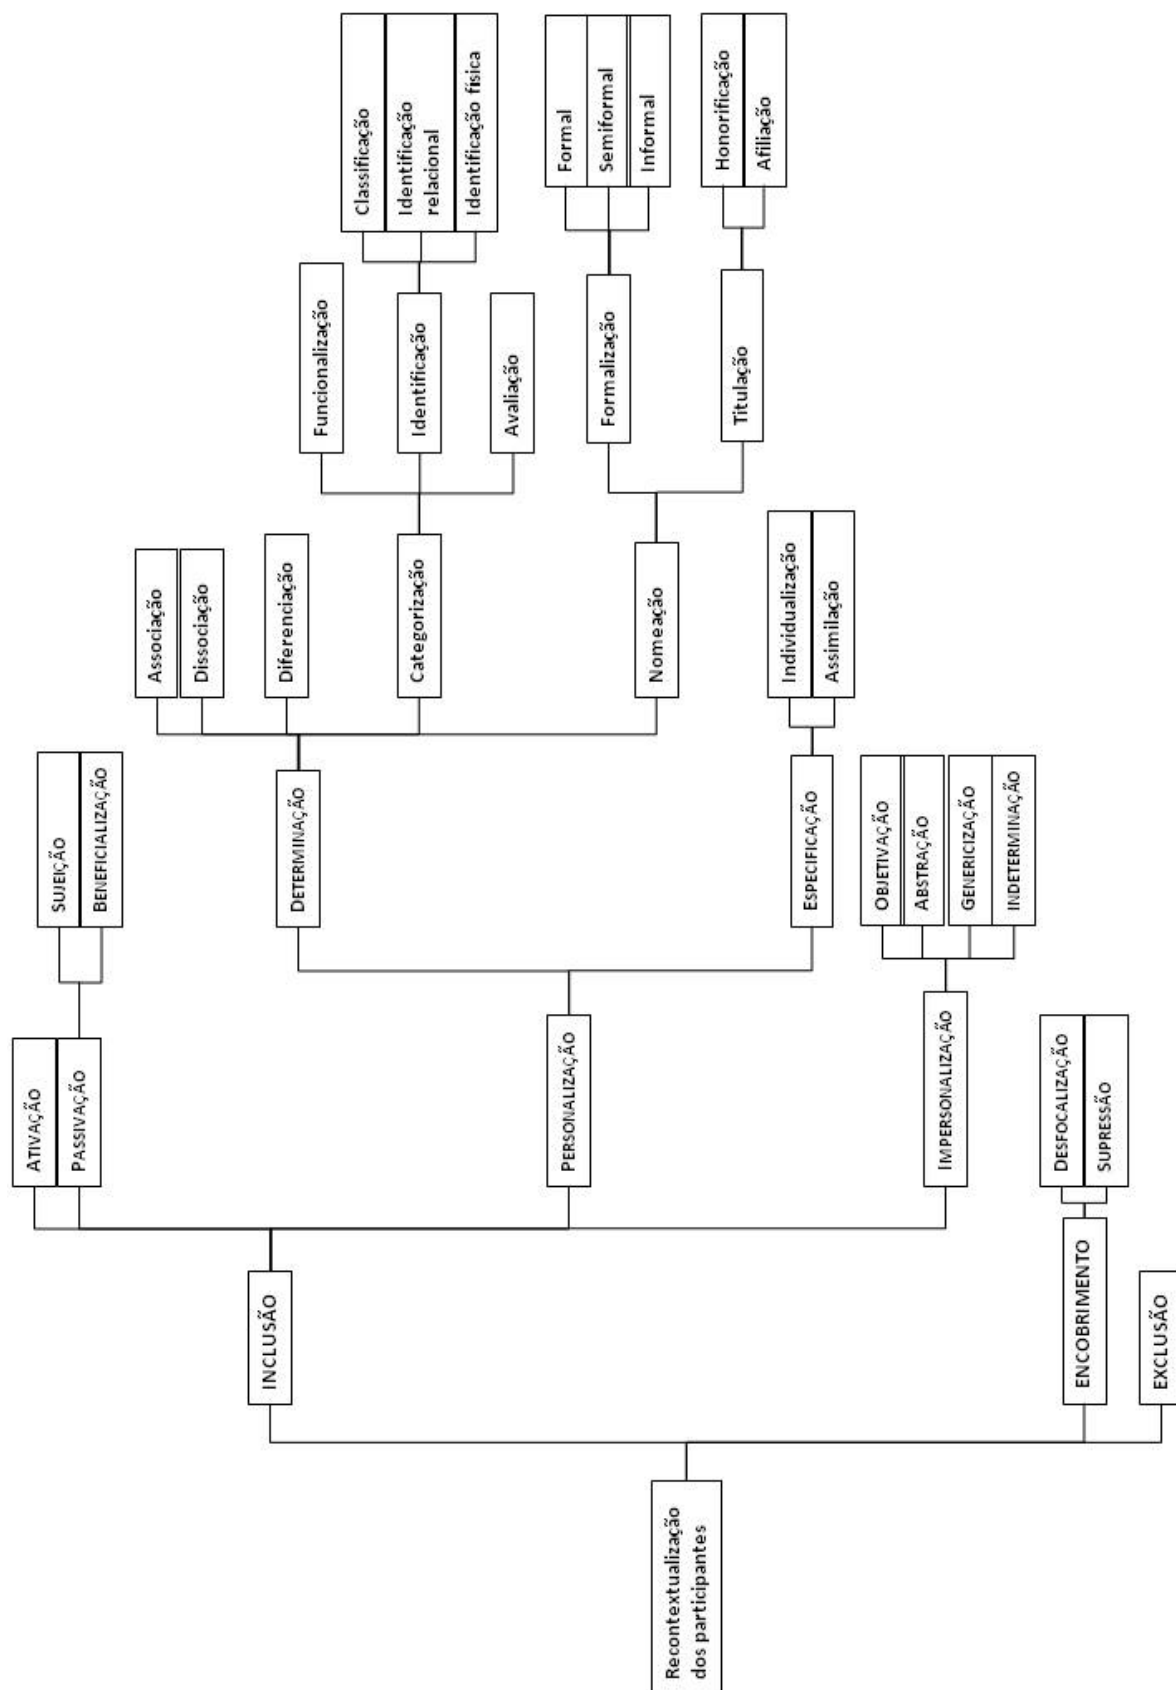 Recontextualização
dos participantes
INCLUSÃO
ATIVAÇÃO
PASSIVAÇÃO
SUJEIÇÃO
BENEFICIALIZAÇÃO
PERSONALIZAÇÃO
DETERMINAÇÃO
Associação
Dissociação
Diferenciação
Categorização
Funcionalização
Identificação
Classificação
Identificação
relacional
Identificação física
Avaliação
Nomeação
Formalização
Formal
Semiformal
Informal
Titulação
Honorificação
Afiliação
ESPECIFICAÇÃO
Individualização
Assimilação
IMPERSONALIZAÇÃO
OBJETIVAÇÃO
ABSTRAÇÃO
GENERICIZAÇÃO
INDETERMINAÇÃO
ENCOBRIMENTO
DESFOCALIZAÇÃO
SUPRESSÃO
EXCLUSÃO